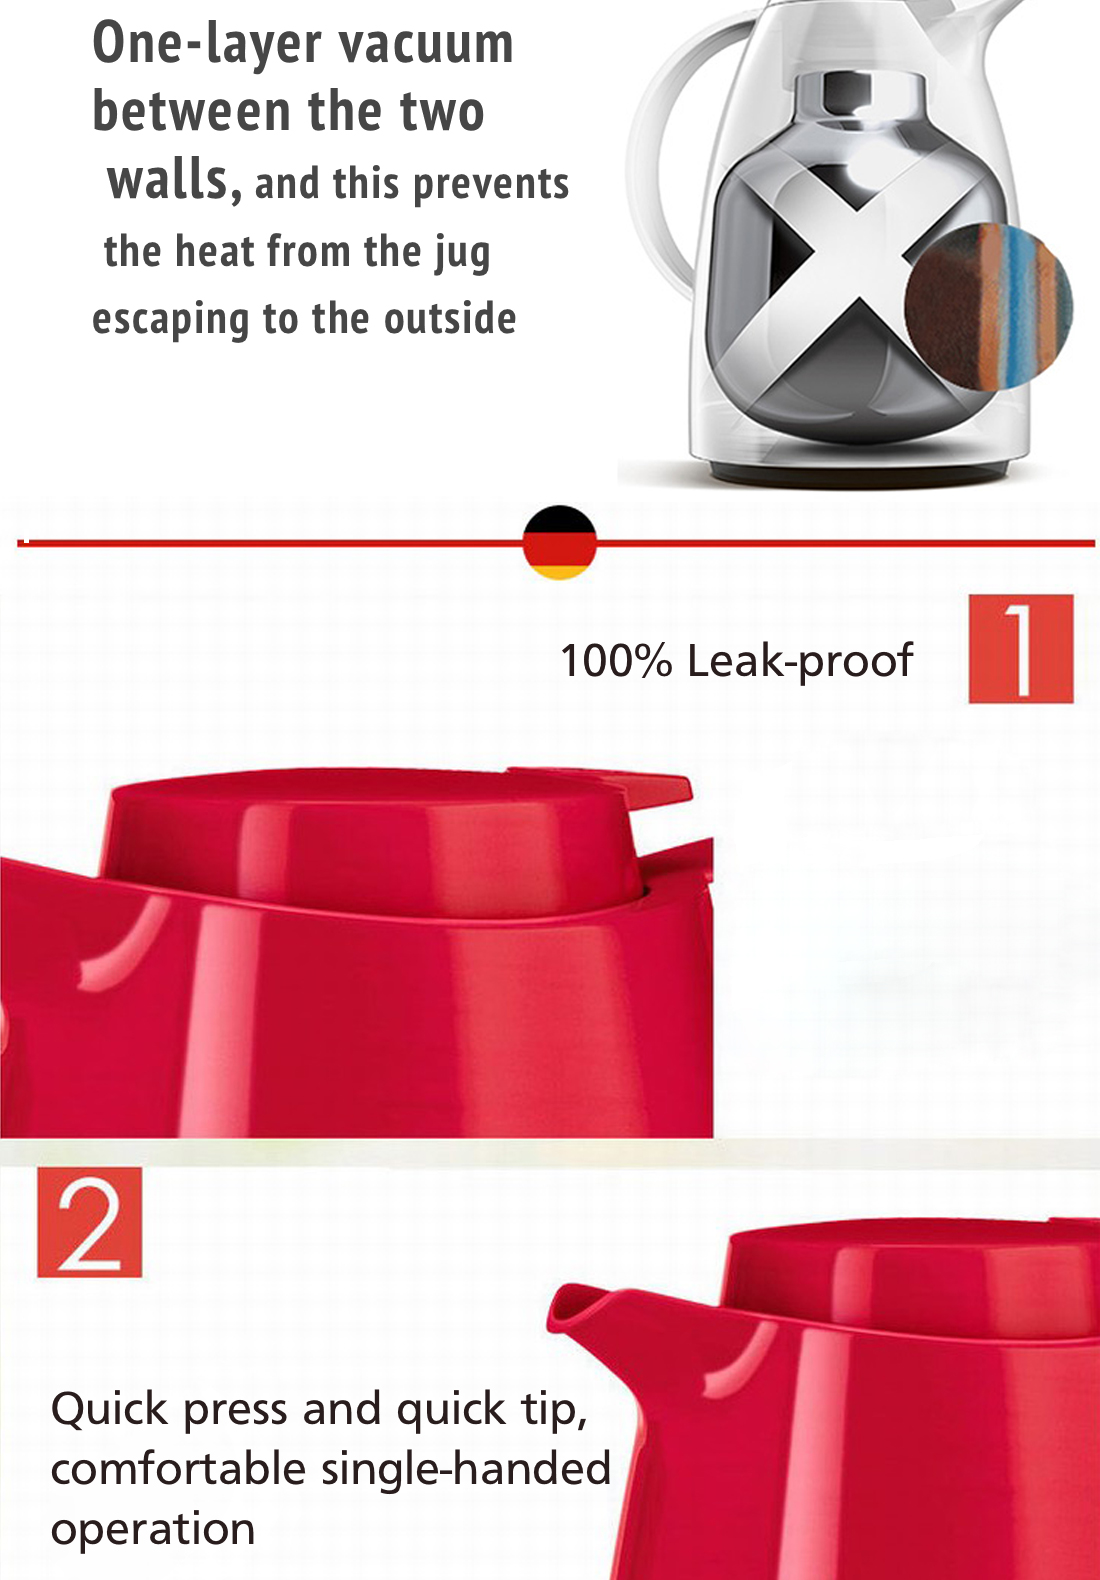 One-layer vacuum
between the two
walls, and this prevents
the heat from the jug
escaping to the outside
1
100% Leak-proof
2
Quick press and quick tip,
comfortable single-handed
operation